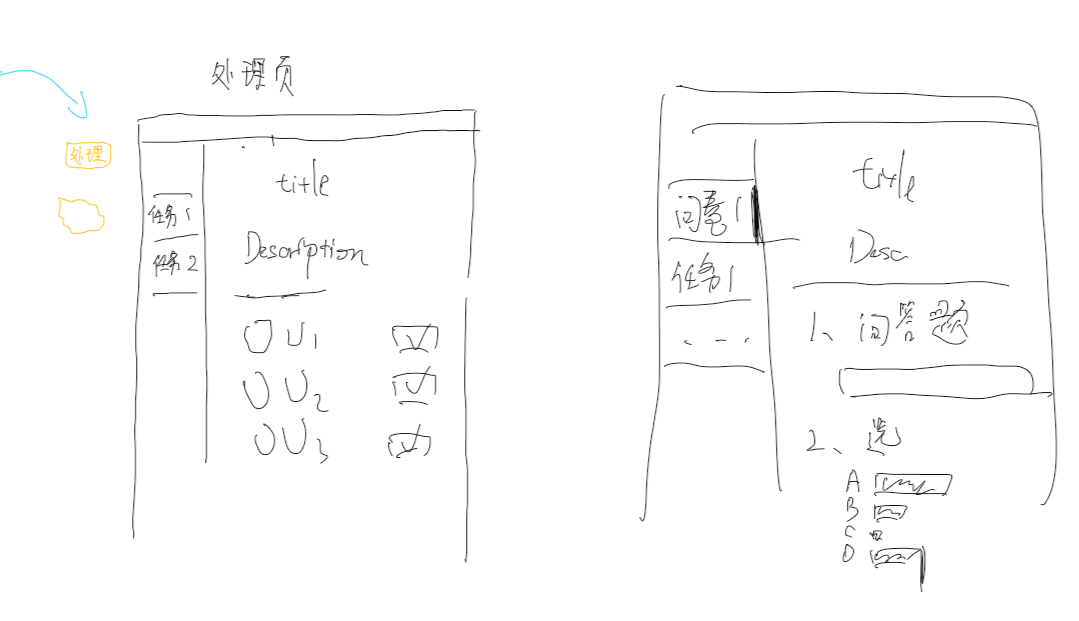 处理页
处理
title
任务1
Description
任务2
U1
U2
U3
title
问卷1
Desc
任务1
...
1、问答题
2、选
A
B
C
D